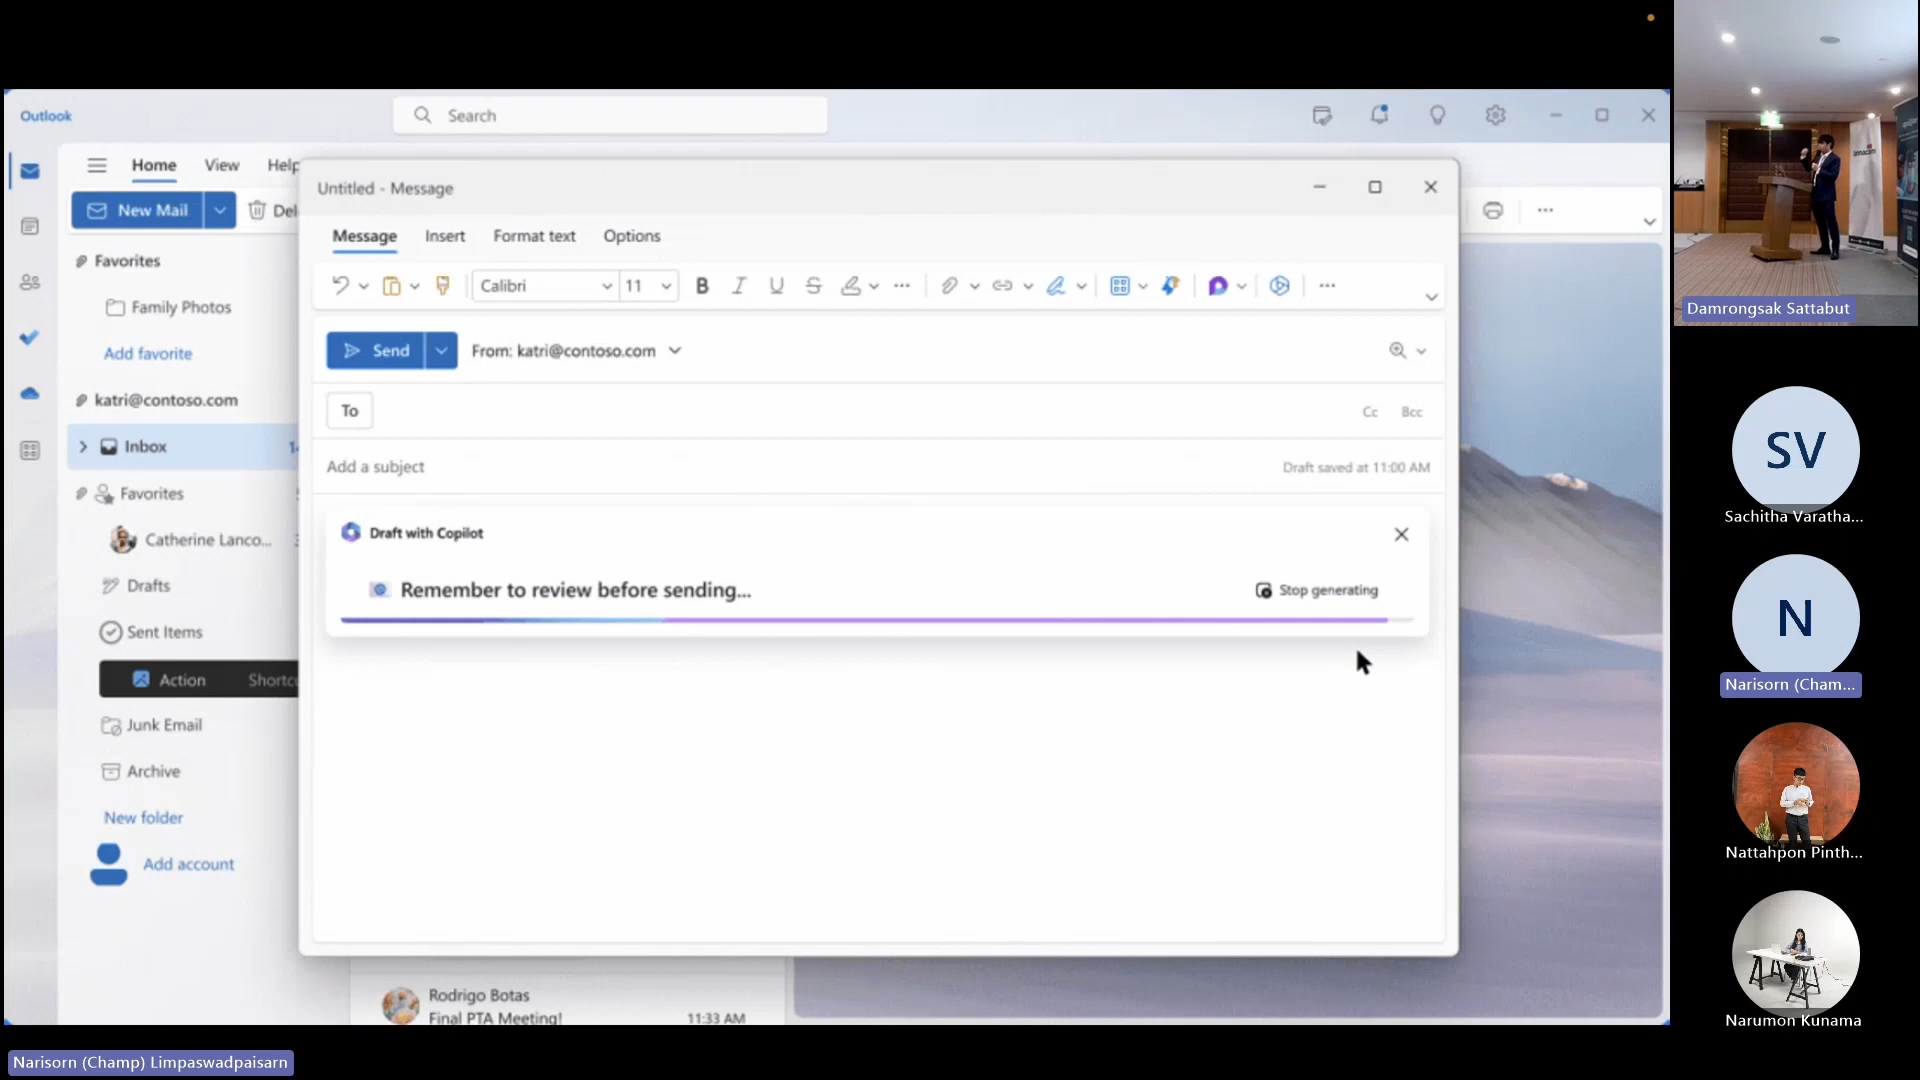 Outlook
Search
Home View Help
New Mail
Untitled - Message
Message Insert Format text Options
Calibri 11 B I U S
Send From: katri@contoso.com
To Cc Bcc
Add a subject Draft saved at 11:00 AM
Draft with Copilot
Remember to review before sending... Stop generating
Favorites
Family Photos
Add favorite
katri@contoso.com
Inbox
Favorites
Catherine Lanco...
Drafts
Sent Items
Action
Junk Email
Archive
New folder
Add account
Rodrigo Botas
Final PTA Meeting! 11:33 AM
Narisorn (Champ) Limpaswadpaisarn
Damrongsak Sattabut
SV
Sachitha Varatha...
N
Narisorn (Cham...
Nattahpon Pinth...
Narumon Kunama